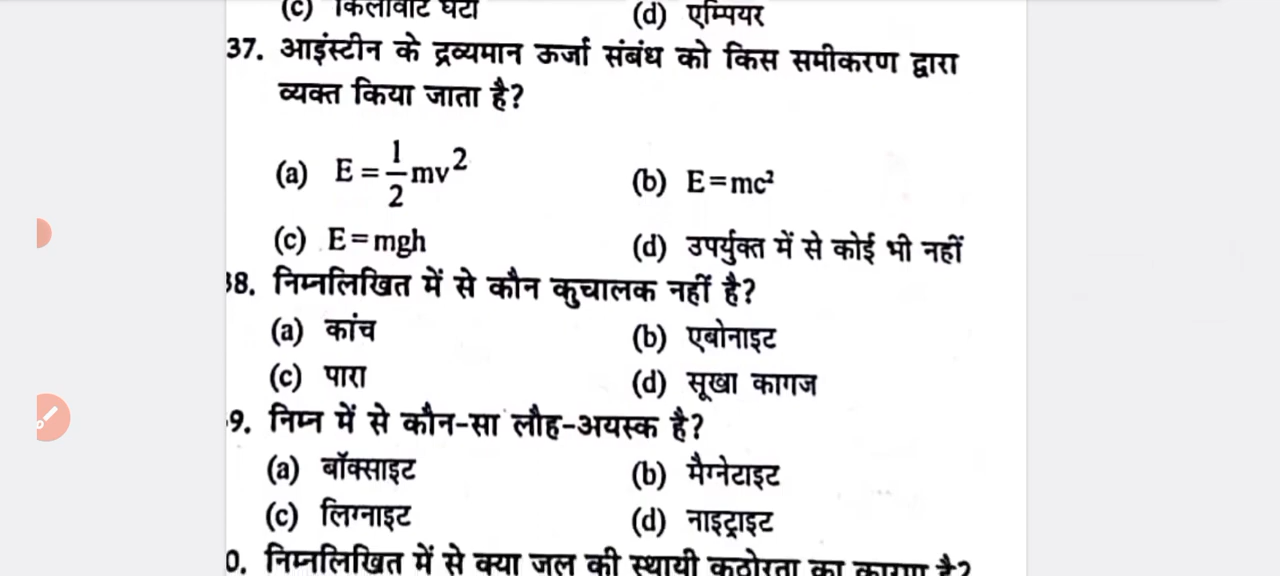 (c) किलोवाट घंटा (d) एम्पियर
37. आइंस्टीन के द्रव्यमान ऊर्जा संबंध को किस समीकरण द्वारा
व्यक्त किया जाता है?
(a) E = 1/2 mv² (b) E=mc²
(c) E=mgh (d) उपर्युक्त में से कोई भी नहीं
38. निम्नलिखित में से कौन कुचालक नहीं है?
(a) कांच (b) एबोनाइट
(c) पारा (d) सूखा कागज
9. निम्न में से कौन-सा लौह-अयस्क है?
(a) बॉक्साइट (b) मैग्नेटाइट
(c) लिग्नाइट (d) नाइट्राइट
0. निम्नलिखित में से क्या जल की स्थायी कठोरता का कारण है?